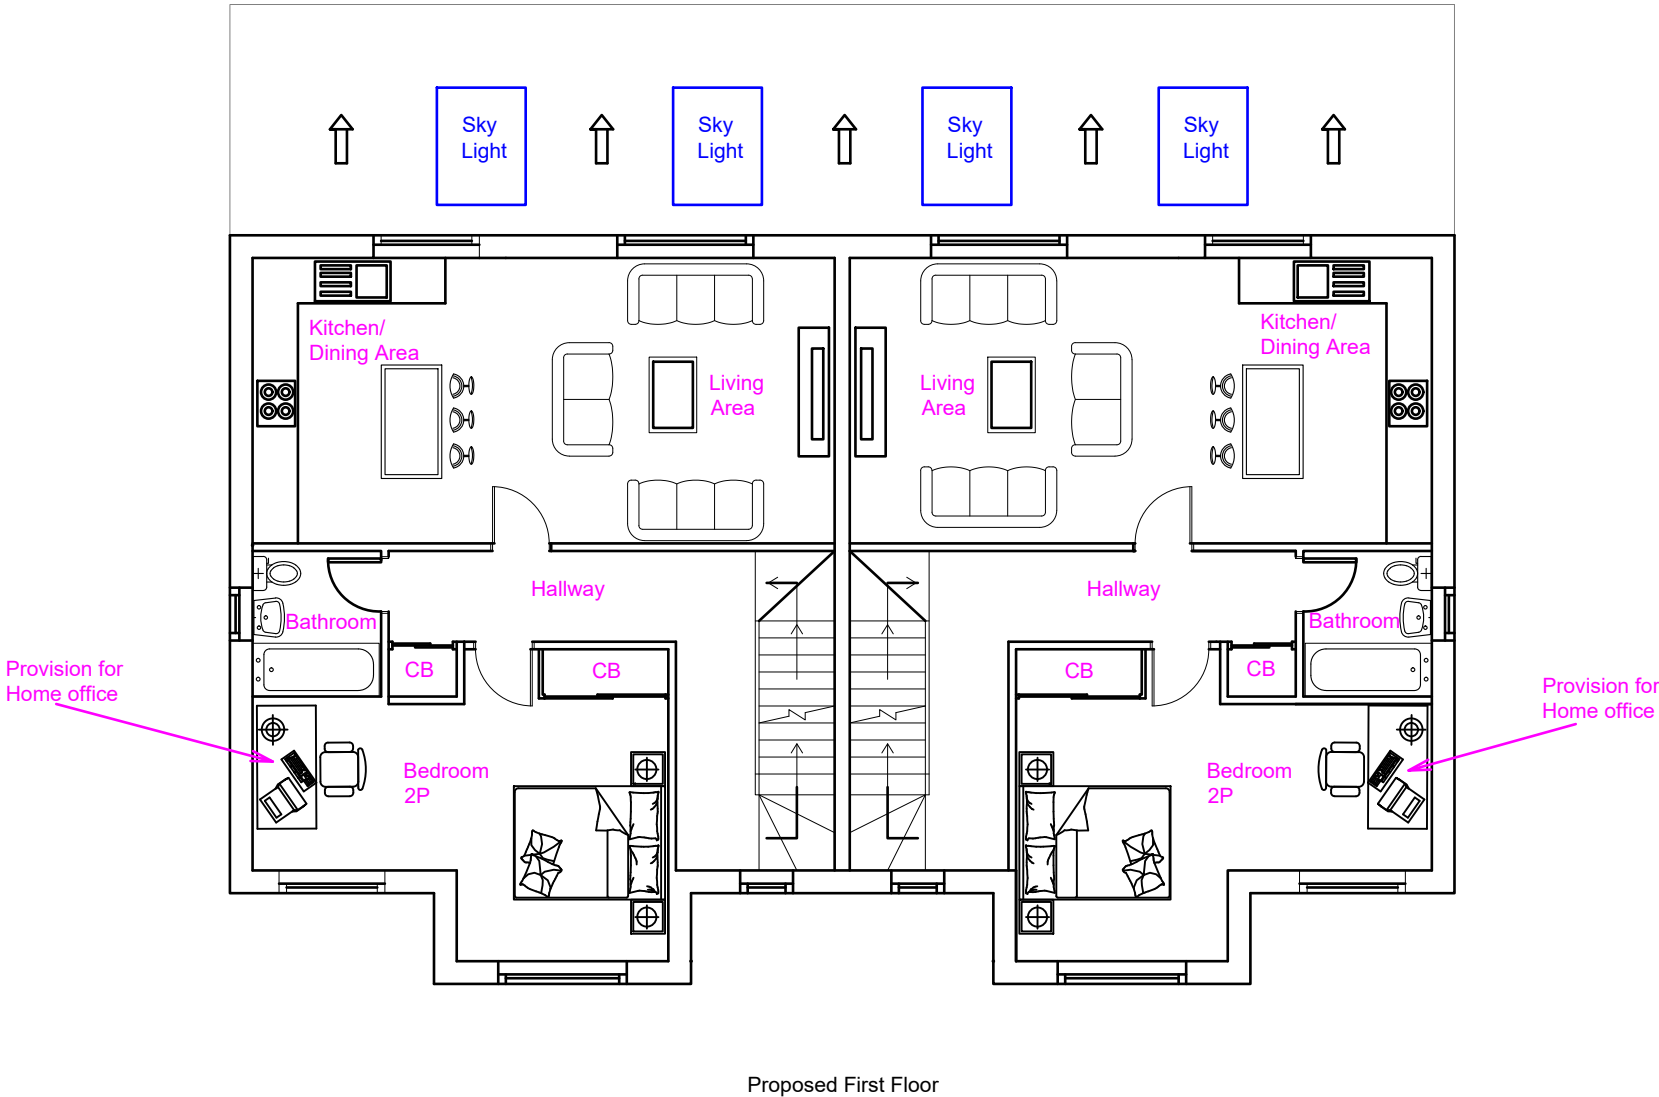 Sky
Light
Sky
Light
Sky
Light
Sky
Light
Kitchen/
Dining Area
Living
Area
Living
Area
Kitchen/
Dining Area
Hallway
Hallway
Bathroom
Bathroom
CB
CB
CB
CB
Provision for
Home office
Provision for
Home office
Bedroom
2P
Bedroom
2P
Proposed First Floor